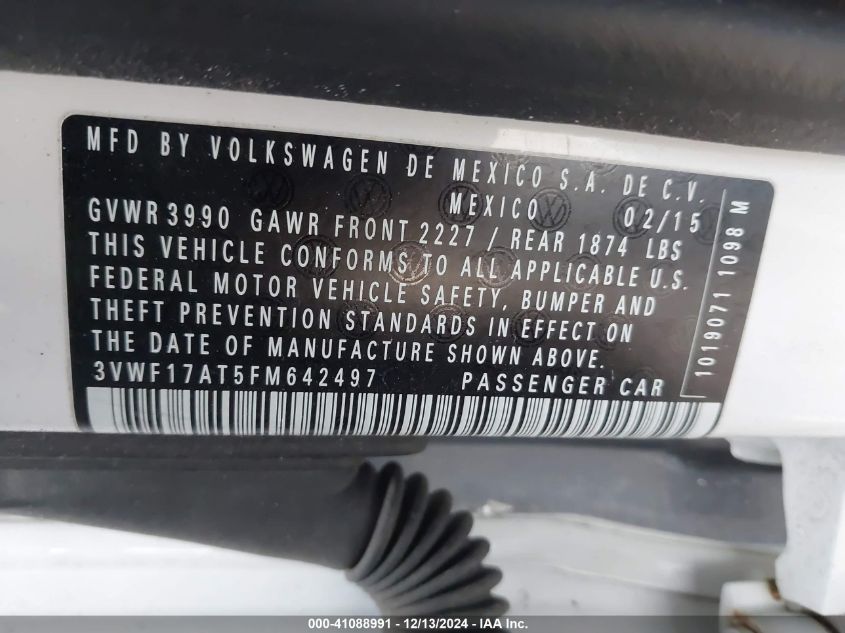 MFD BY VOLKSWAGEN DE MEXICO S.A. DE C.V.
MEXICO 02/15
GVWR 3990 GAWR FRONT 2227 / REAR 1874 LBS
THIS VEHICLE CONFORMS TO ALL APPLICABLE U.S.
FEDERAL MOTOR VEHICLE SAFETY, BUMPER AND
THEFT PREVENTION STANDARDS IN EFFECT ON
THE DATE OF MANUFACTURE SHOWN ABOVE.
3VWF17AT5FM642497 PASSENGER CAR
1019071 1098 M
000-41088991 - 12/13/2024 - IAA Inc.